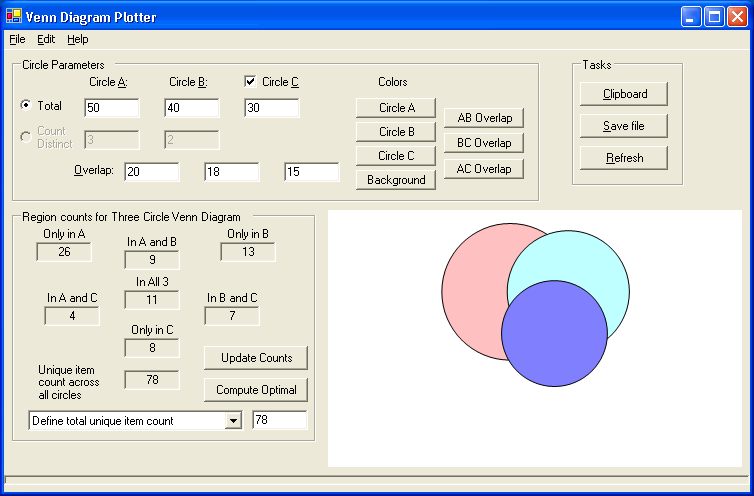 Venn Diagram Plotter
File Edit Help
Circle Parameters
Circle A: Circle B: Circle C Colors
Total 50 40 30
Count Distinct 3 2
Overlap: 20 18 15
Circle A
Circle B
Circle C
Background
AB Overlap
BC Overlap
AC Overlap
Tasks
Clipboard
Save file
Refresh
Region counts for Three Circle Venn Diagram
Only in A
26
In A and B
9
Only in B
13
In All 3
11
In A and C
4
In B and C
7
Only in C
8
Unique item
count across
all circles
78
Update Counts
Compute Optimal
Define total unique item count 78